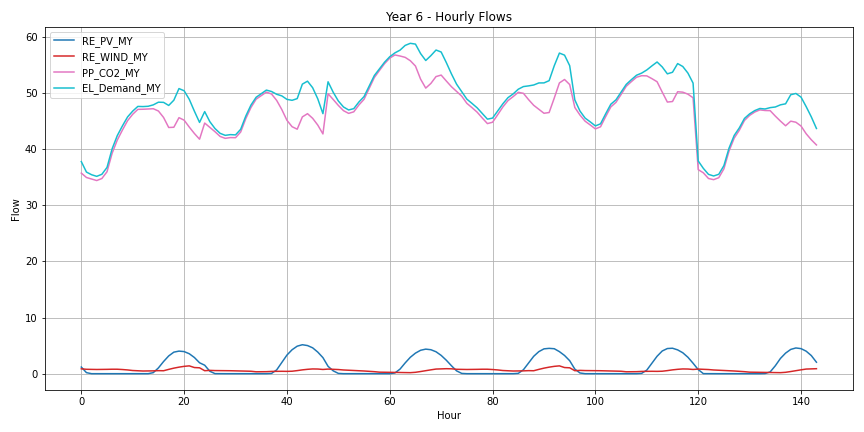 Year 6 - Hourly Flows
RE_PV_MY
RE_WIND_MY
PP_CO2_MY
EL_Demand_MY
Flow
60
50
40
30
20
10
0
0
20
40
60
80
100
120
140
Hour